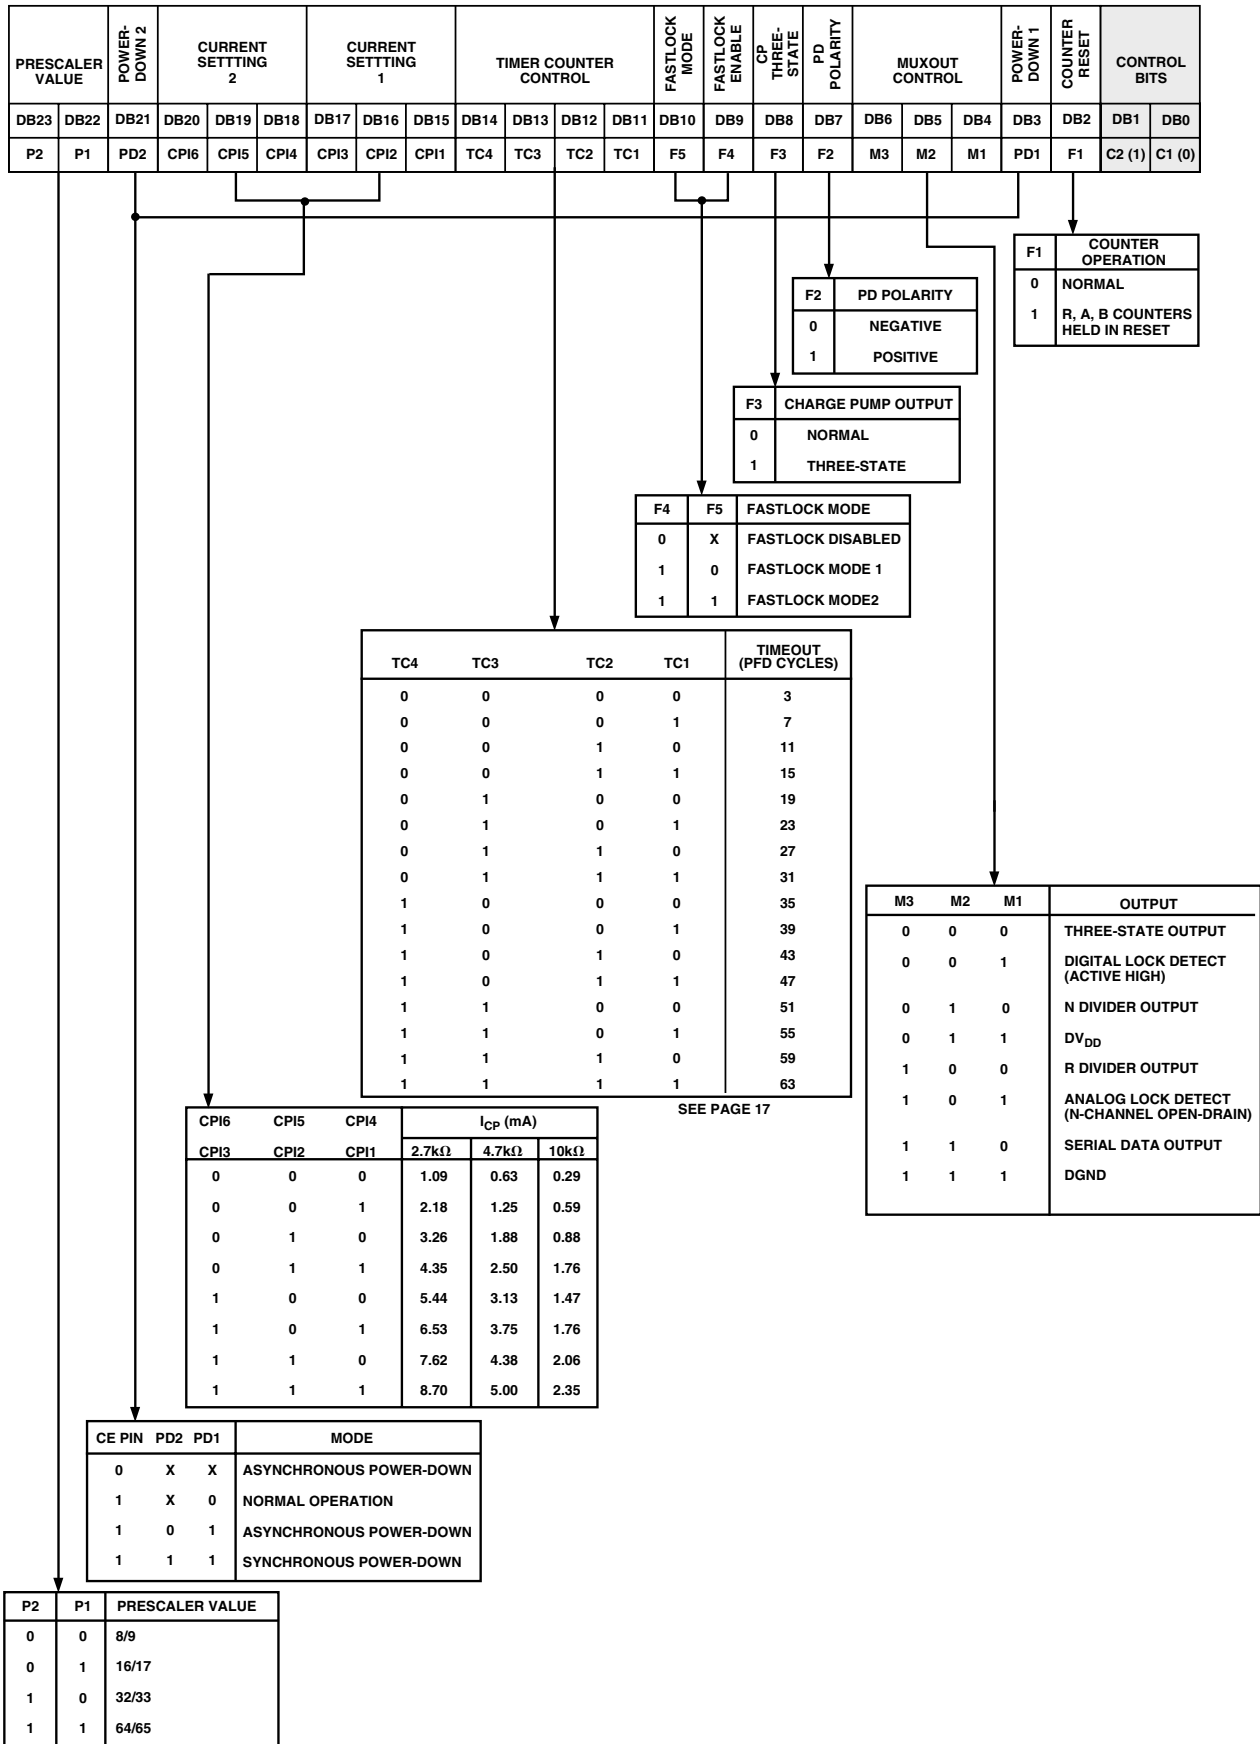 PRESCALER VALUE
POWER-DOWN 2
CURRENT SETTTING 2
CURRENT SETTTING 1
TIMER COUNTER CONTROL
FASTLOCK MODE
FASTLOCK ENABLE
CP THREE-STATE
PD POLARITY
MUXOUT CONTROL
POWER-DOWN 1
COUNTER RESET
CONTROL BITS
DB23 DB22 DB21 DB20 DB19 DB18 DB17 DB16 DB15 DB14 DB13 DB12 DB11 DB10 DB9 DB8 DB7 DB6 DB5 DB4 DB3 DB2 DB1 DB0
P2 P1 PD2 CPI6 CPI5 CPI4 CPI3 CPI2 CPI1 TC4 TC3 TC2 TC1 F5 F4 F3 F2 M3 M2 M1 PD1 F1 C2 (1) C1 (0)
F1 COUNTER OPERATION
0 NORMAL
1 R, A, B COUNTERS
HELD IN RESET
F2 PD POLARITY
0 NEGATIVE
1 POSITIVE
F3 CHARGE PUMP OUTPUT
0 NORMAL
1 THREE-STATE
F4 F5 FASTLOCK MODE
0 X FASTLOCK DISABLED
1 0 FASTLOCK MODE 1
1 1 FASTLOCK MODE2
TC4 TC3 TC2 TC1 TIMEOUT (PFD CYCLES)
0 0 0 0 3
0 0 0 1 7
0 0 1 0 11
0 0 1 1 15
0 1 0 0 19
0 1 0 1 23
0 1 1 0 27
0 1 1 1 31
1 0 0 0 35
1 0 0 1 39
1 0 1 0 43
1 0 1 1 47
1 1 0 0 51
1 1 0 1 55
1 1 1 0 59
1 1 1 1 63
SEE PAGE 17
M3 M2 M1 OUTPUT
0 0 0 THREE-STATE OUTPUT
0 0 1 DIGITAL LOCK DETECT
(ACTIVE HIGH)
0 1 0 N DIVIDER OUTPUT
0 1 1 DVDD
1 0 0 R DIVIDER OUTPUT
1 0 1 ANALOG LOCK DETECT
(N-CHANNEL OPEN-DRAIN)
1 1 0 SERIAL DATA OUTPUT
1 1 1 DGND
CPI6 CPI5 CPI4 ICP (mA)
CPI3 CPI2 CPI1 2.7kΩ 4.7kΩ 10kΩ
0 0 0 1.09 0.63 0.29
0 0 1 2.18 1.25 0.59
0 1 0 3.26 1.88 0.88
0 1 1 4.35 2.50 1.76
1 0 0 5.44 3.13 1.47
1 0 1 6.53 3.75 1.76
1 1 0 7.62 4.38 2.06
1 1 1 8.70 5.00 2.35
CE PIN PD2 PD1 MODE
0 X X ASYNCHRONOUS POWER-DOWN
1 X 0 NORMAL OPERATION
1 0 1 ASYNCHRONOUS POWER-DOWN
1 1 1 SYNCHRONOUS POWER-DOWN
P2 P1 PRESCALER VALUE
0 0 8/9
0 1 16/17
1 0 32/33
1 1 64/65